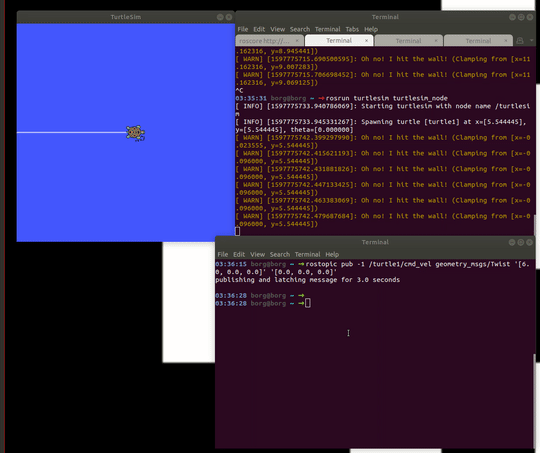 TurtleSim
Terminal
File Edit View Search Terminal Tabs Help
roscore http://...
Terminal
Terminal
Terminal
.162316, y=8.945441])
[ WARN] [1597775715.690500595]: Oh no! I hit the wall! (Clamping from [x=11
.162316, y=9.007283])
[ WARN] [1597775715.706698452]: Oh no! I hit the wall! (Clamping from [x=11
.162316, y=9.069125])
^C
03:35:31 borg@borg ~ → rosrun turtlesim turtlesim_node
[ INFO] [1597775733.940786069]: Starting turtlesim with node name /turtlesi
m
[ INFO] [1597775733.945331267]: Spawning turtle [turtle1] at x=[5.544445],
y=[5.544445], theta=[0.000000]
[ WARN] [1597775742.399297990]: Oh no! I hit the wall! (Clamping from [x=-0
.023555, y=5.544445])
[ WARN] [1597775742.415621193]: Oh no! I hit the wall! (Clamping from [x=-0
.096000, y=5.544445])
[ WARN] [1597775742.431881826]: Oh no! I hit the wall! (Clamping from [x=-0
.096000, y=5.544445])
[ WARN] [1597775742.447133425]: Oh no! I hit the wall! (Clamping from [x=-0
.096000, y=5.544445])
[ WARN] [1597775742.463383069]: Oh no! I hit the wall! (Clamping from [x=-0
.096000, y=5.544445])
[ WARN] [1597775742.479687684]: Oh no! I hit the wall! (Clamping from [x=-0
.096000, y=5.544445])
Terminal
File Edit View Search Terminal Help
03:36:15 borg@borg ~ → rostopic pub -1 /turtle1/cmd_vel geometry_msgs/Twist '[6.
0, 0.0, 0.0]' '[0.0, 0.0, 0.0]'
publishing and latching message for 3.0 seconds
03:36:28 borg@borg ~ →
03:36:28 borg@borg ~ →